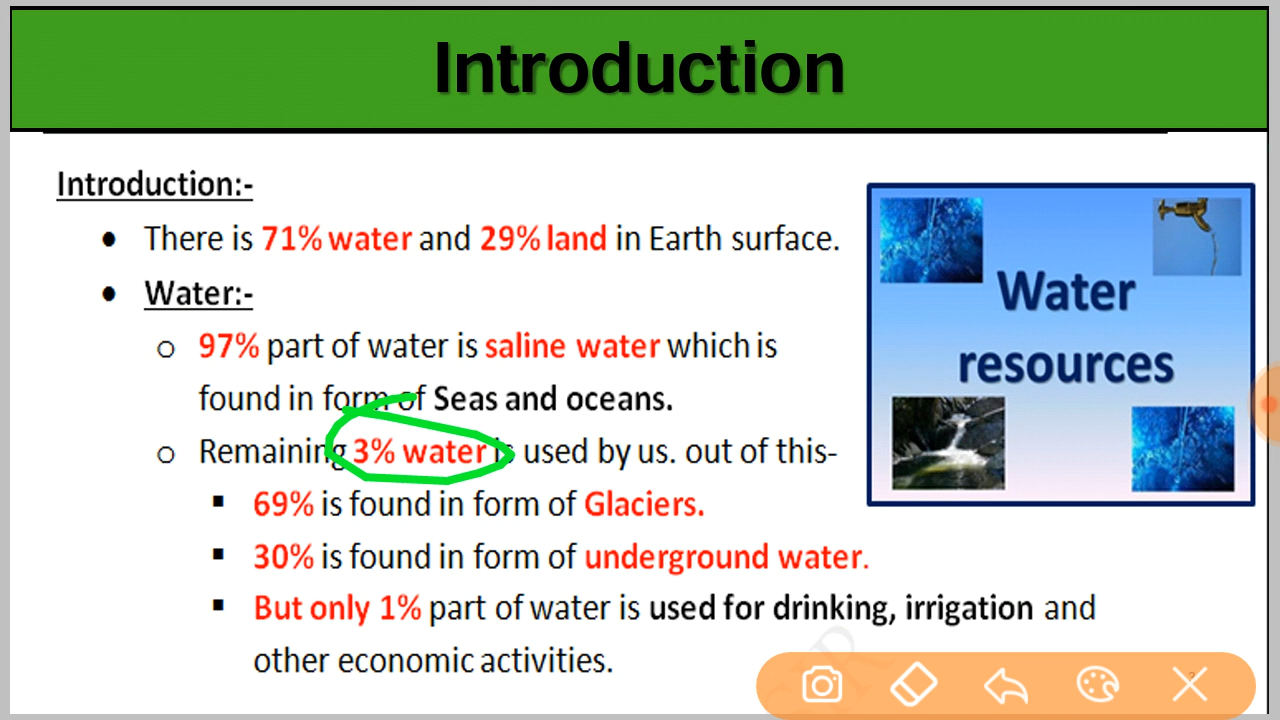 Introduction
Introduction:-
• There is 71% water and 29% land in Earth surface.
• Water:-
o 97% part of water is saline water which is
found in form of Seas and oceans.
o Remaining 3% water is used by us. out of this-
▪ 69% is found in form of Glaciers.
▪ 30% is found in form of underground water.
▪ But only 1% part of water is used for drinking, irrigation and
other economic activities.
Water
resources